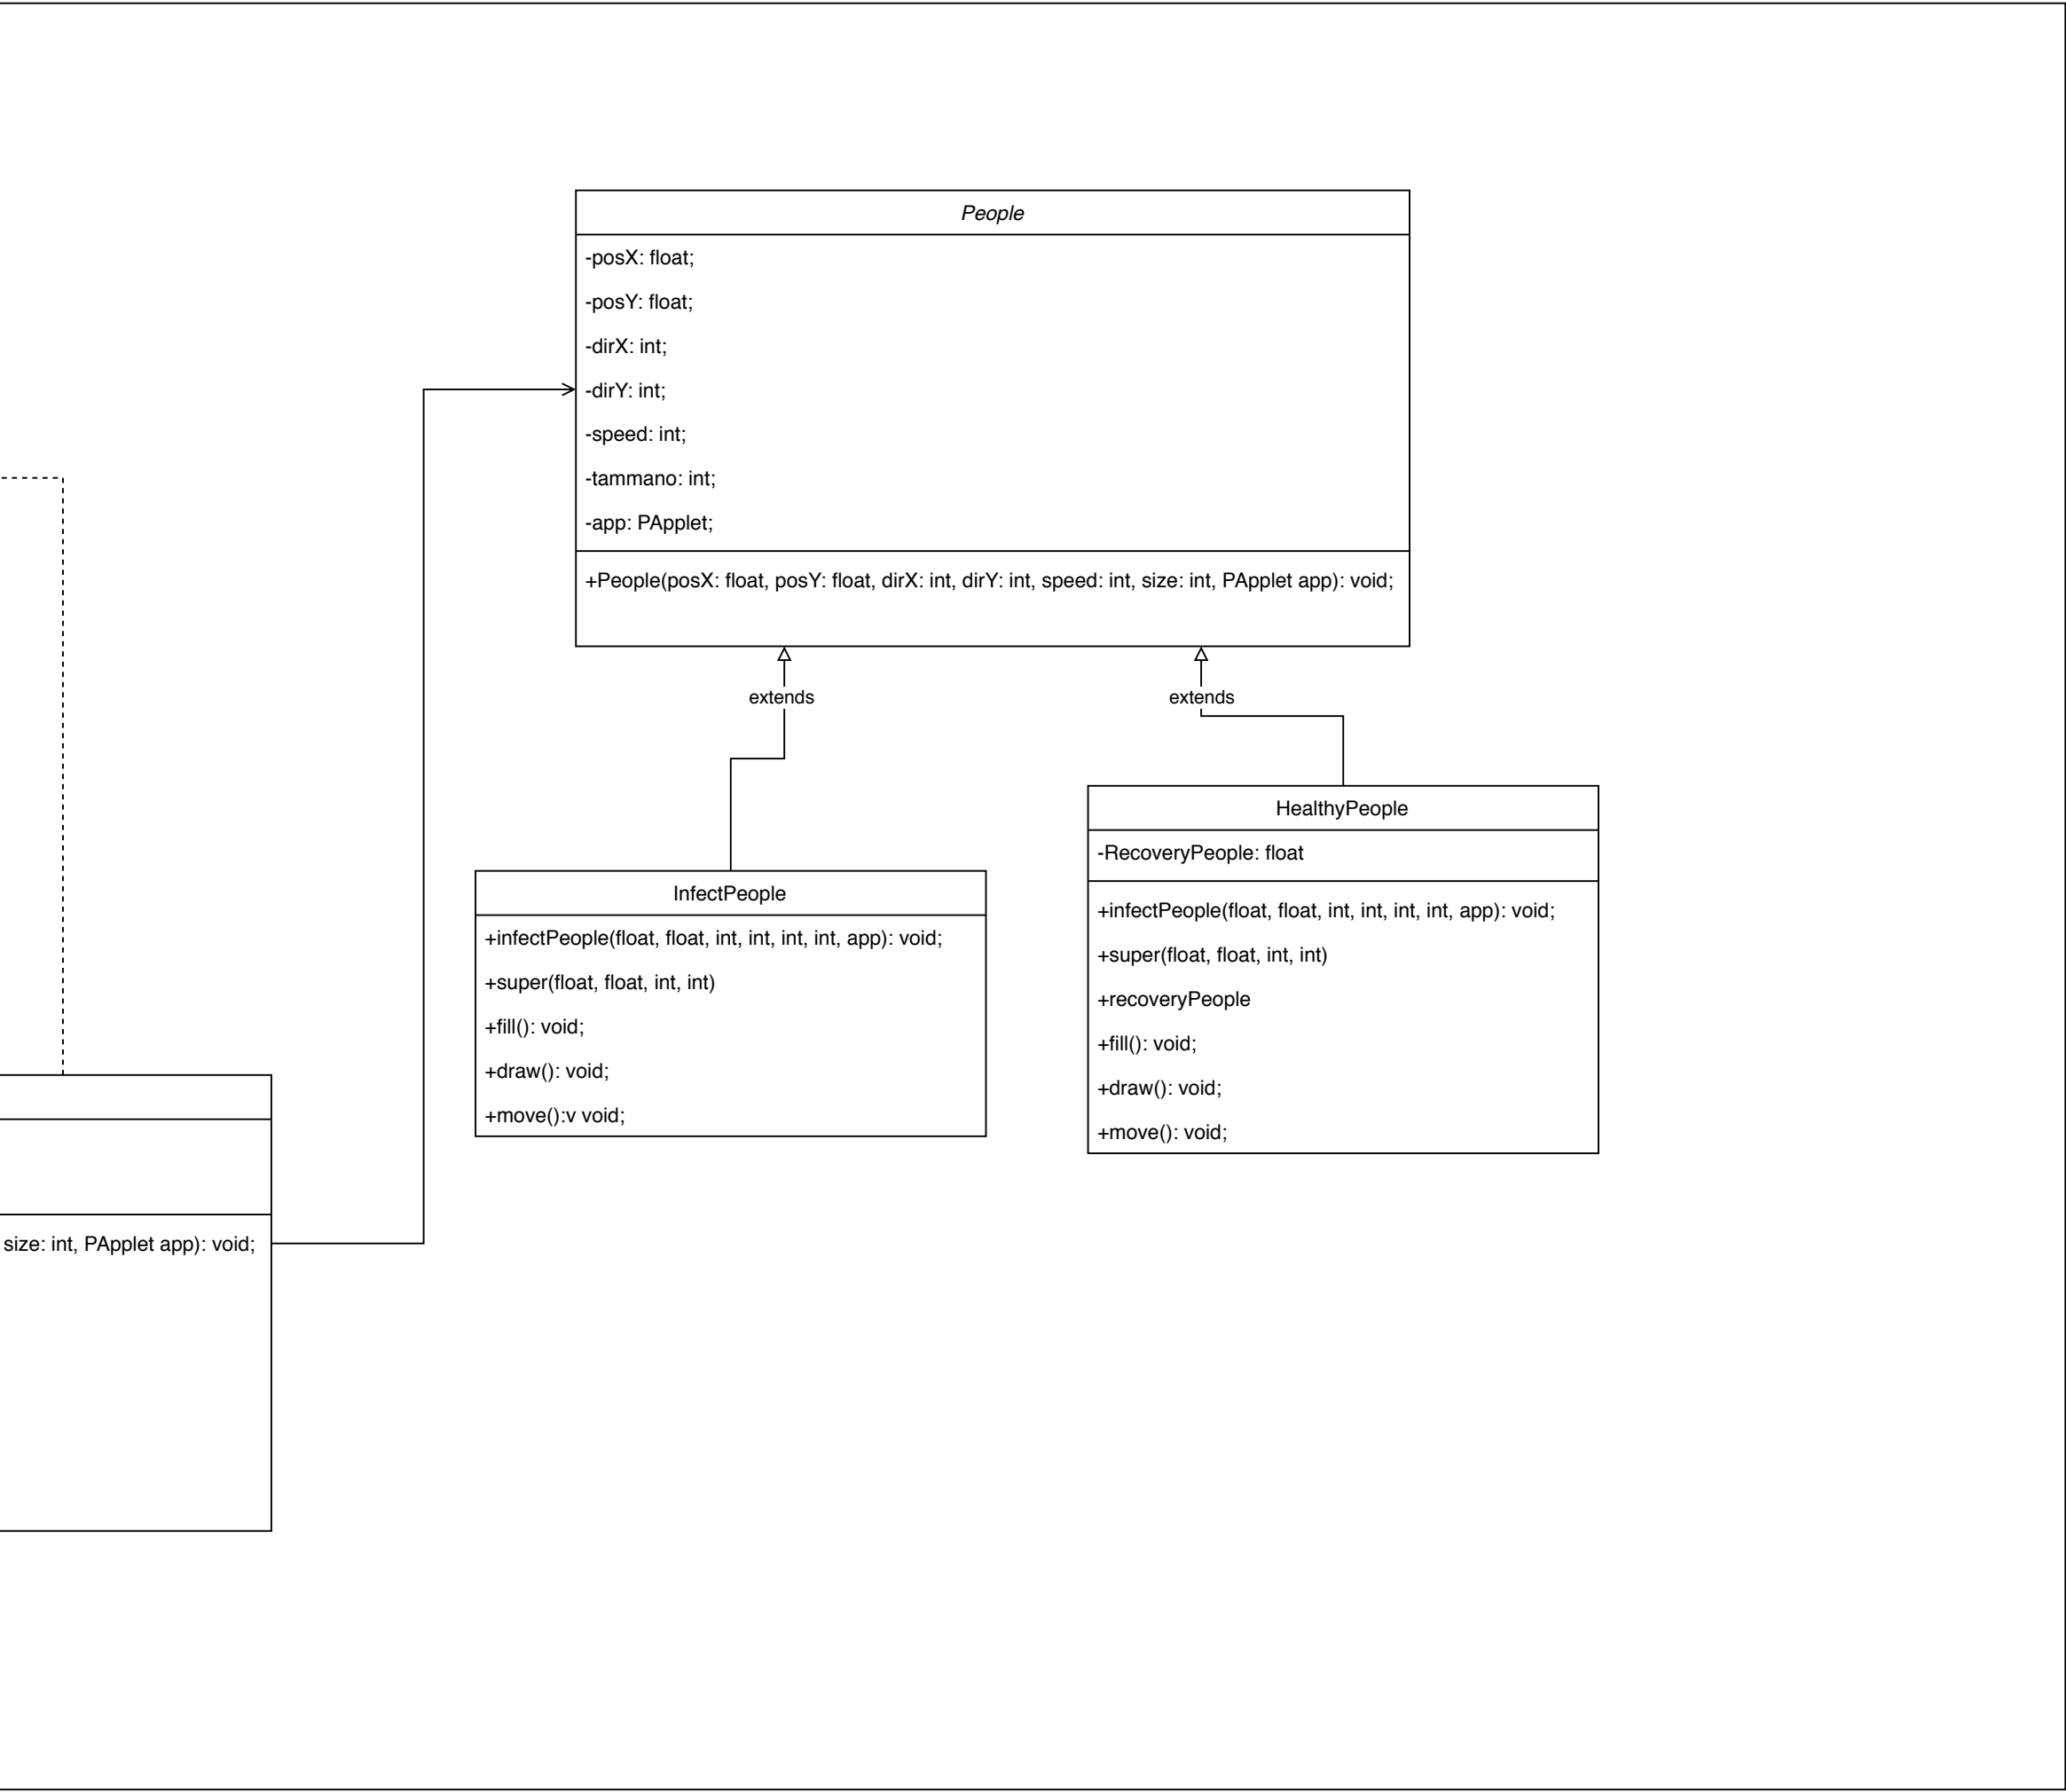 People
-posX: float;
-posY: float;
-dirX: int;
-dirY: int;
-speed: int;
-tammano: int;
-app: PApplet;
+People(posX: float, posY: float, dirX: int, dirY: int, speed: int, size: int, PApplet app): void;
extends
extends
InfectPeople
+infectPeople(float, float, int, int, int, int, app): void;
+super(float, float, int, int)
+fill(): void;
+draw(): void;
+move():v void;
HealthyPeople
-RecoveryPeople: float
+infectPeople(float, float, int, int, int, int, app): void;
+super(float, float, int, int)
+recoveryPeople
+fill(): void;
+draw(): void;
+move(): void;
size: int, PApplet app): void;